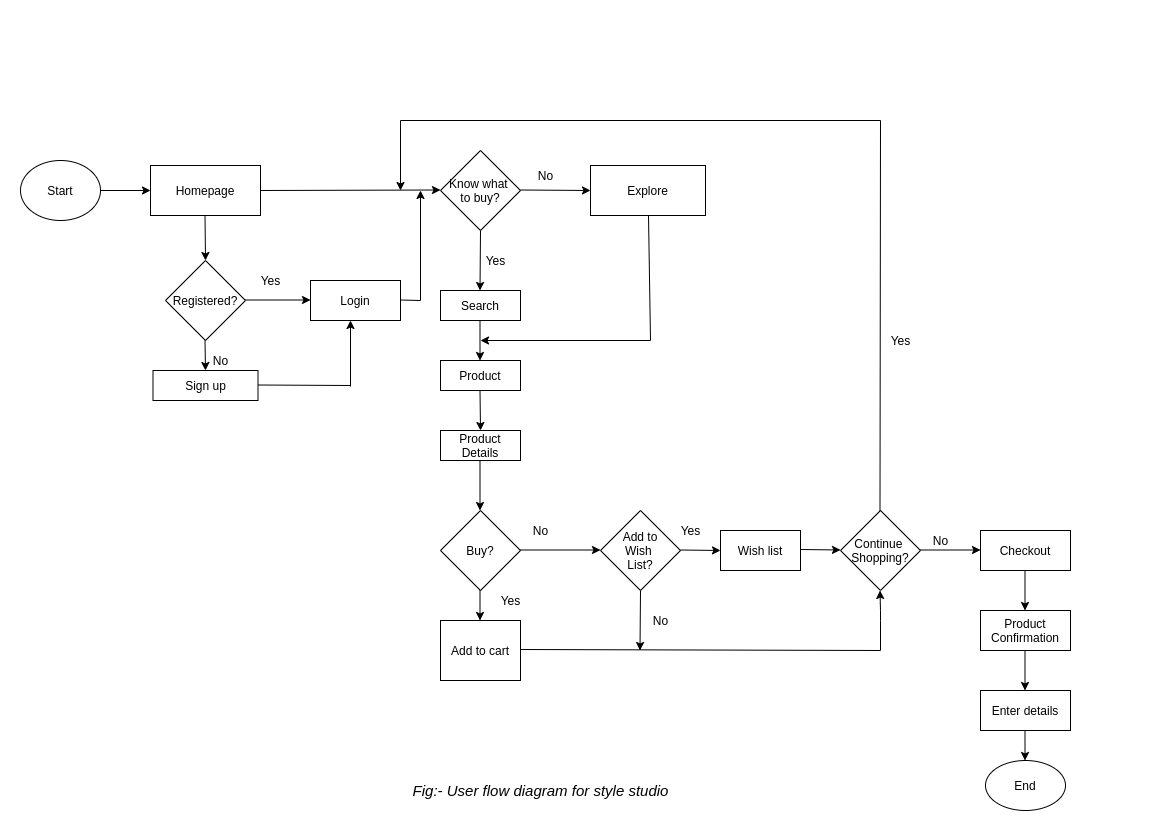 Start
Homepage
Know what
to buy?
No
Explore
Registered?
Yes
Login
No
Sign up
Yes
Search
Product
Product
Details
Yes
Buy?
No
Add to
Wish
List?
Yes
Wish list
Continue
Shopping?
No
Checkout
Yes
Add to cart
No
Product
Confirmation
Enter details
End
Fig:- User flow diagram for style studio